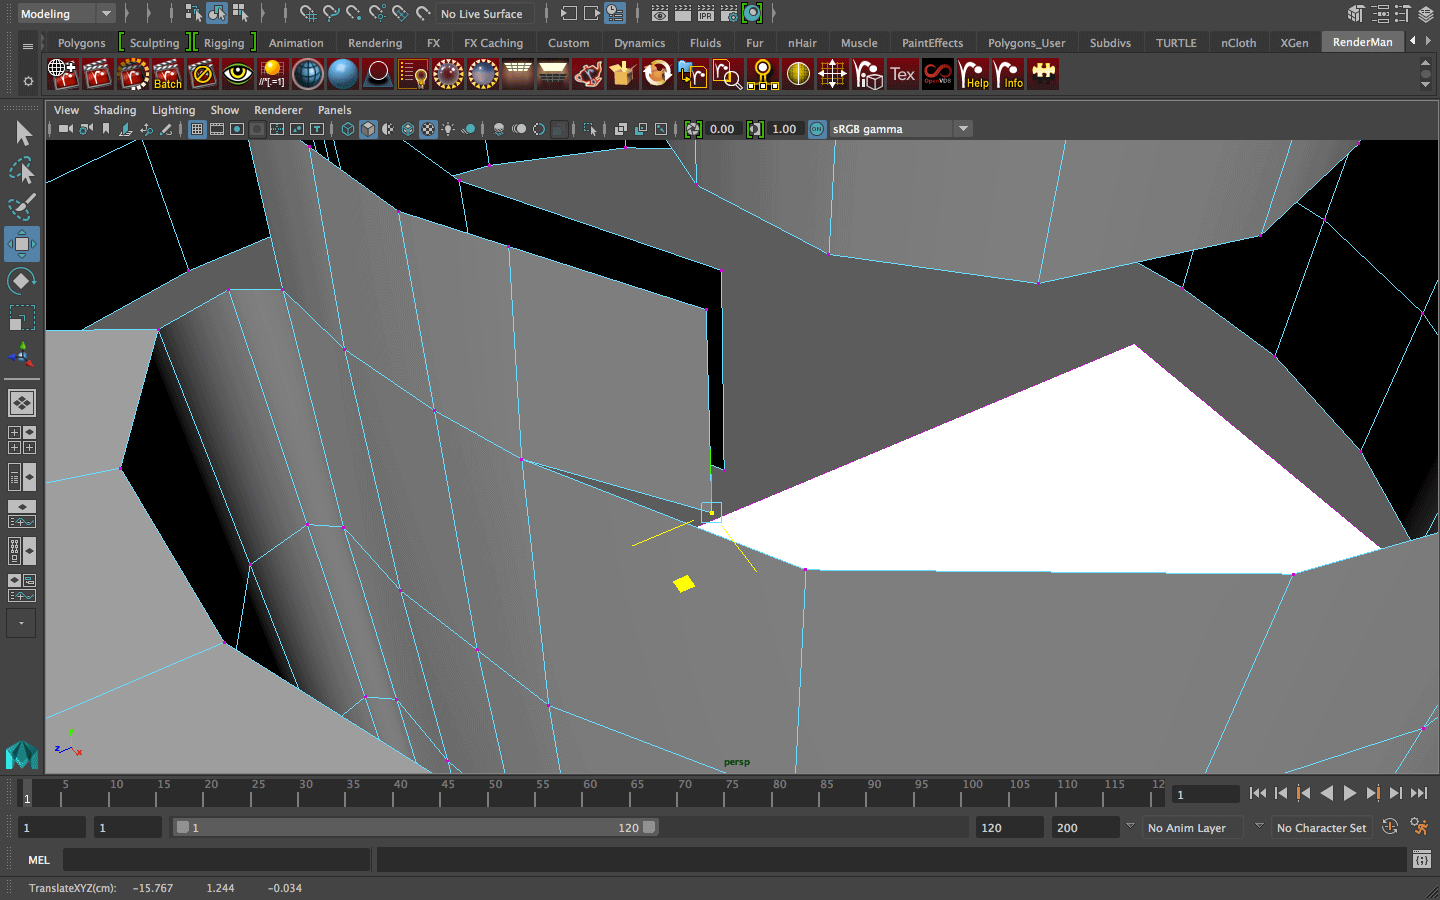 Modeling
No Live Surface
Polygons Sculpting Rigging Animation Rendering FX FX Caching Custom Dynamics Fluids Fur nHair Muscle PaintEffects Polygons_User Subdivs TURTLE nCloth XGen RenderMan
IPR
Batch
//[=1]
Tex
OpenVDB
Help
Info
View Shading Lighting Show Renderer Panels
0.00
1.00
ON
sRGB gamma
y
z
x
persp
5 10 15 20 25 30 35 40 45 50 55 60 65 70 75 80 85 90 95 100 105 110 115 12
1
1
1 1 1 120 120 200 No Anim Layer No Character Set
MEL
TranslateXYZ(cm): -15.767 1.244 -0.034